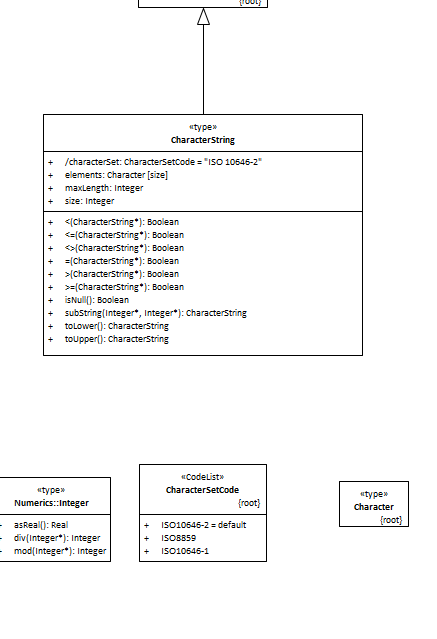 {root}
«type»
CharacterString
+ /characterSet: CharacterSetCode = "ISO 10646-2"
+ elements: Character [size]
+ maxLength: Integer
+ size: Integer
+ <(CharacterString*): Boolean
+ <=(CharacterString*): Boolean
+ <>(CharacterString*): Boolean
+ =(CharacterString*): Boolean
+ >(CharacterString*): Boolean
+ >=(CharacterString*): Boolean
+ isNull(): Boolean
+ subString(Integer*, Integer*): CharacterString
+ toLower(): CharacterString
+ toUpper(): CharacterString
«type»
Numerics::Integer
+ asReal(): Real
+ div(Integer*): Integer
+ mod(Integer*): Integer
«CodeList»
CharacterSetCode
{root}
+ ISO10646-2 = default
+ ISO8859
+ ISO10646-1
«type»
Character
{root}